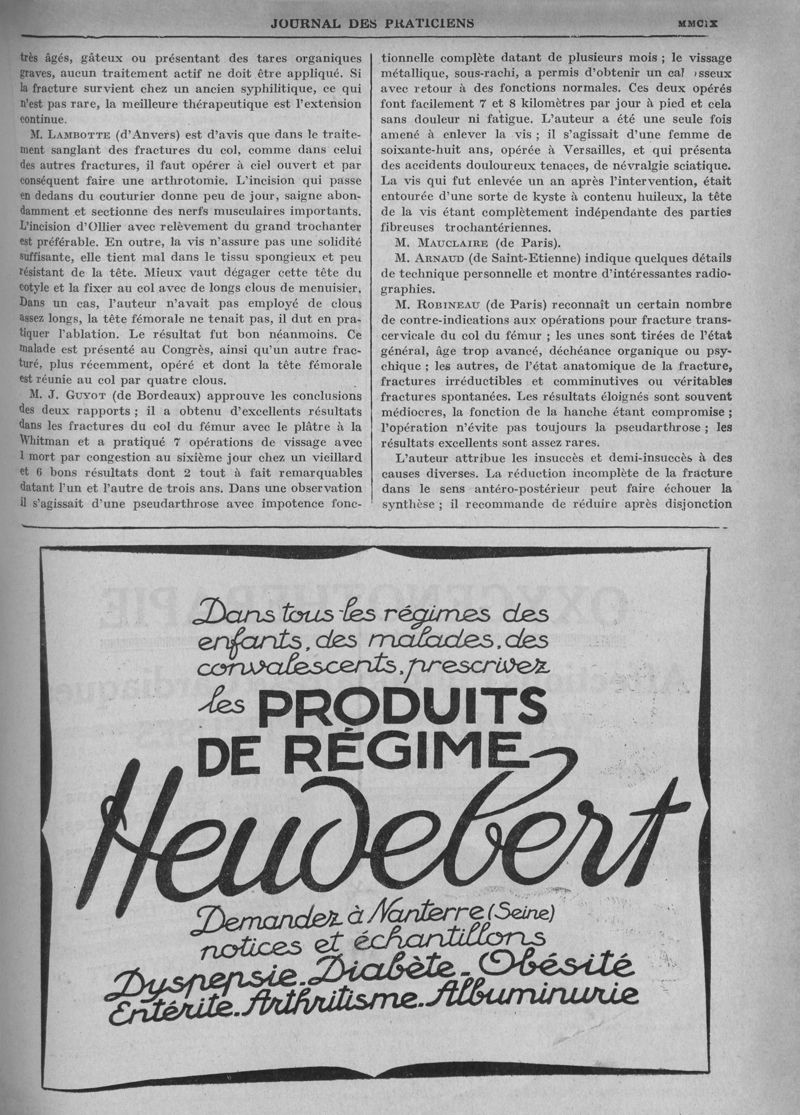 JOURNAL DES PRATICIENS
MMCIX
très âgés, gâteux ou présentant des tares organiques
graves, aucun traitement actif ne doit être appliqué. Si
la fracture survient chez un ancien syphilitique, ce qui
n'est pas rare, la meilleure thérapeutique est l'extension
continue.
M. LAMBOTTE (d'Anvers) est d'avis que dans le traite-
ment sanglant des fractures du col, comme dans celui
des autres fractures, il faut opérer à ciel ouvert et par
conséquent faire une arthrotomie. L'incision qui passe
en dedans du couturier donne peu de jour, saigne abon-
damment et sectionne des nerfs musculaires importants.
L'incision d'Ollier avec relèvement du grand trochanter
est préférable. En outre, la vis n'assure pas une solidité
suffisante, elle tient mal dans le tissu spongieux et peu
résistant de la tête. Mieux vaut dégager cette tête du
cotyle et la fixer au col avec de longs clous de menuisier.
Dans un cas, l'auteur n'avait pas employé de clous
assez longs, la tête fémorale ne tenait pas, il dut en pra-
tiquer l'ablation. Le résultat fut bon néanmoins. Ce
malade est présenté au Congrès, ainsi qu'un autre frac-
turé, plus récemment, opéré et dont la tête fémorale
est réunie au col par quatre clous.
M. J. GUYOT (de Bordeaux) approuve les conclusions
des deux rapports ; il a obtenu d'excellents résultats
dans les fractures du col du fémur avec le plâtre à la
Whitman et a pratiqué 7 opérations de vissage avec
1 mort par congestion au sixième jour chez un vieillard
et 6 bons résultats dont 2 tout à fait remarquables
datant l'un et l'autre de trois ans. Dans une observation
il s'agissait d'une pseudarthrose avec impotence fonc-
tionnelle complète datant de plusieurs mois ; le vissage
métallique, sous-rachi, a permis d'obtenir un cal osseux
avec retour à des fonctions normales. Ces deux opérés
font facilement 7 et 8 kilomètres par jour à pied et cela
sans douleur ni fatigue. L'auteur a été une seule fois
amené à enlever la vis ; il s'agissait d'une femme de
soixante-huit ans, opérée à Versailles, et qui présenta
des accidents douloureux tenaces, de névralgie sciatique.
La vis qui fut enlevée un an après l'intervention, était
entourée d'une sorte de kyste à contenu huileux, la tête
de la vis étant complètement indépendante des parties
fibreuses trochantériennes.
M. MAUCLAIRE (de Paris).
M. ARNAUD (de Saint-Etienne) indique quelques détails
de technique personnelle et montre d'intéressantes radio-
graphies.
M. ROBINEAU (de Paris) reconnaît un certain nombre
de contre-indications aux opérations pour fracture trans-
cervicale du col du fémur ; les unes sont tirées de l'état
général, âge trop avancé, déchéance organique ou psy-
chique ; les autres, de l'état anatomique de la fracture,
fractures irréductibles et comminutives ou véritables
fractures spontanées. Les résultats éloignés sont souvent
médiocres, la fonction de la hanche étant compromise ;
l'opération n'évite pas toujours la pseudarthrose ; les
résultats excellents sont assez rares.
L'auteur attribue les insuccès et demi-insuccès à des
causes diverses. La réduction incomplète de la fracture
dans le sens antéro-postérieur peut faire échouer la
synthèse ; il recommande de réduire après disjonction
Dans tous les régimes des
enfants, des malades, des
convalescents, prescrivez
les PRODUITS
DE RÉGIME
Heudebert
Demandez à Nanterre (Seine)
notices et échantillons
Dyspepsie - Diabète - Obésité
Entérite - Arthritisme - Albuminurie